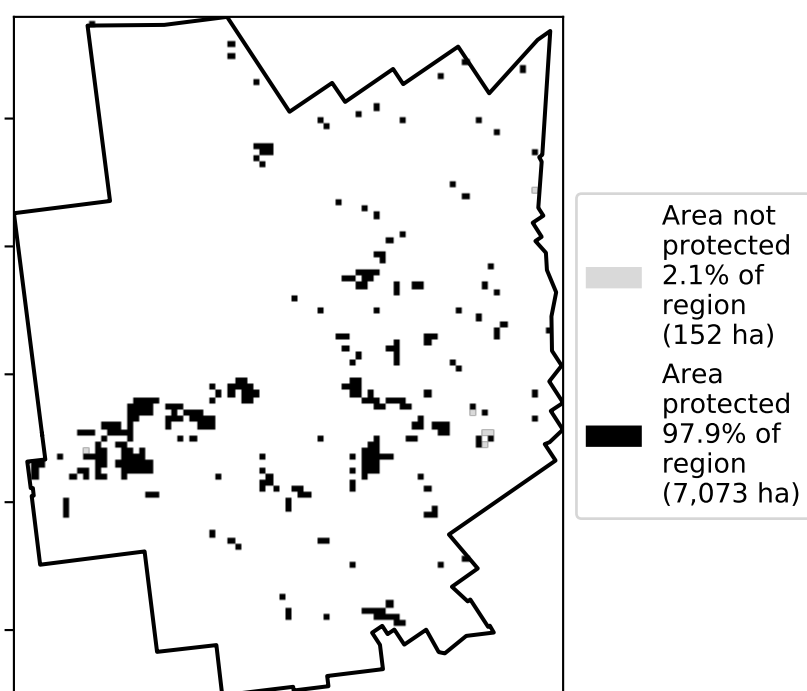 Area not
protected
2.1% of
region
(152 ha)
Area
protected
97.9% of
region
(7,073 ha)